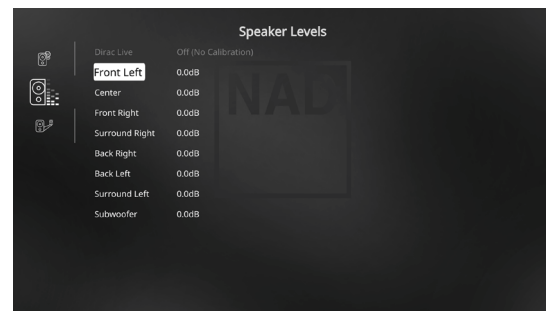 Speaker Levels
Dirac Live Off (No Calibration)
Front Left 0.0dB
Center 0.0dB
Front Right 0.0dB
Surround Right 0.0dB
Back Right 0.0dB
Back Left 0.0dB
Surround Left 0.0dB
Subwoofer 0.0dB
NAD